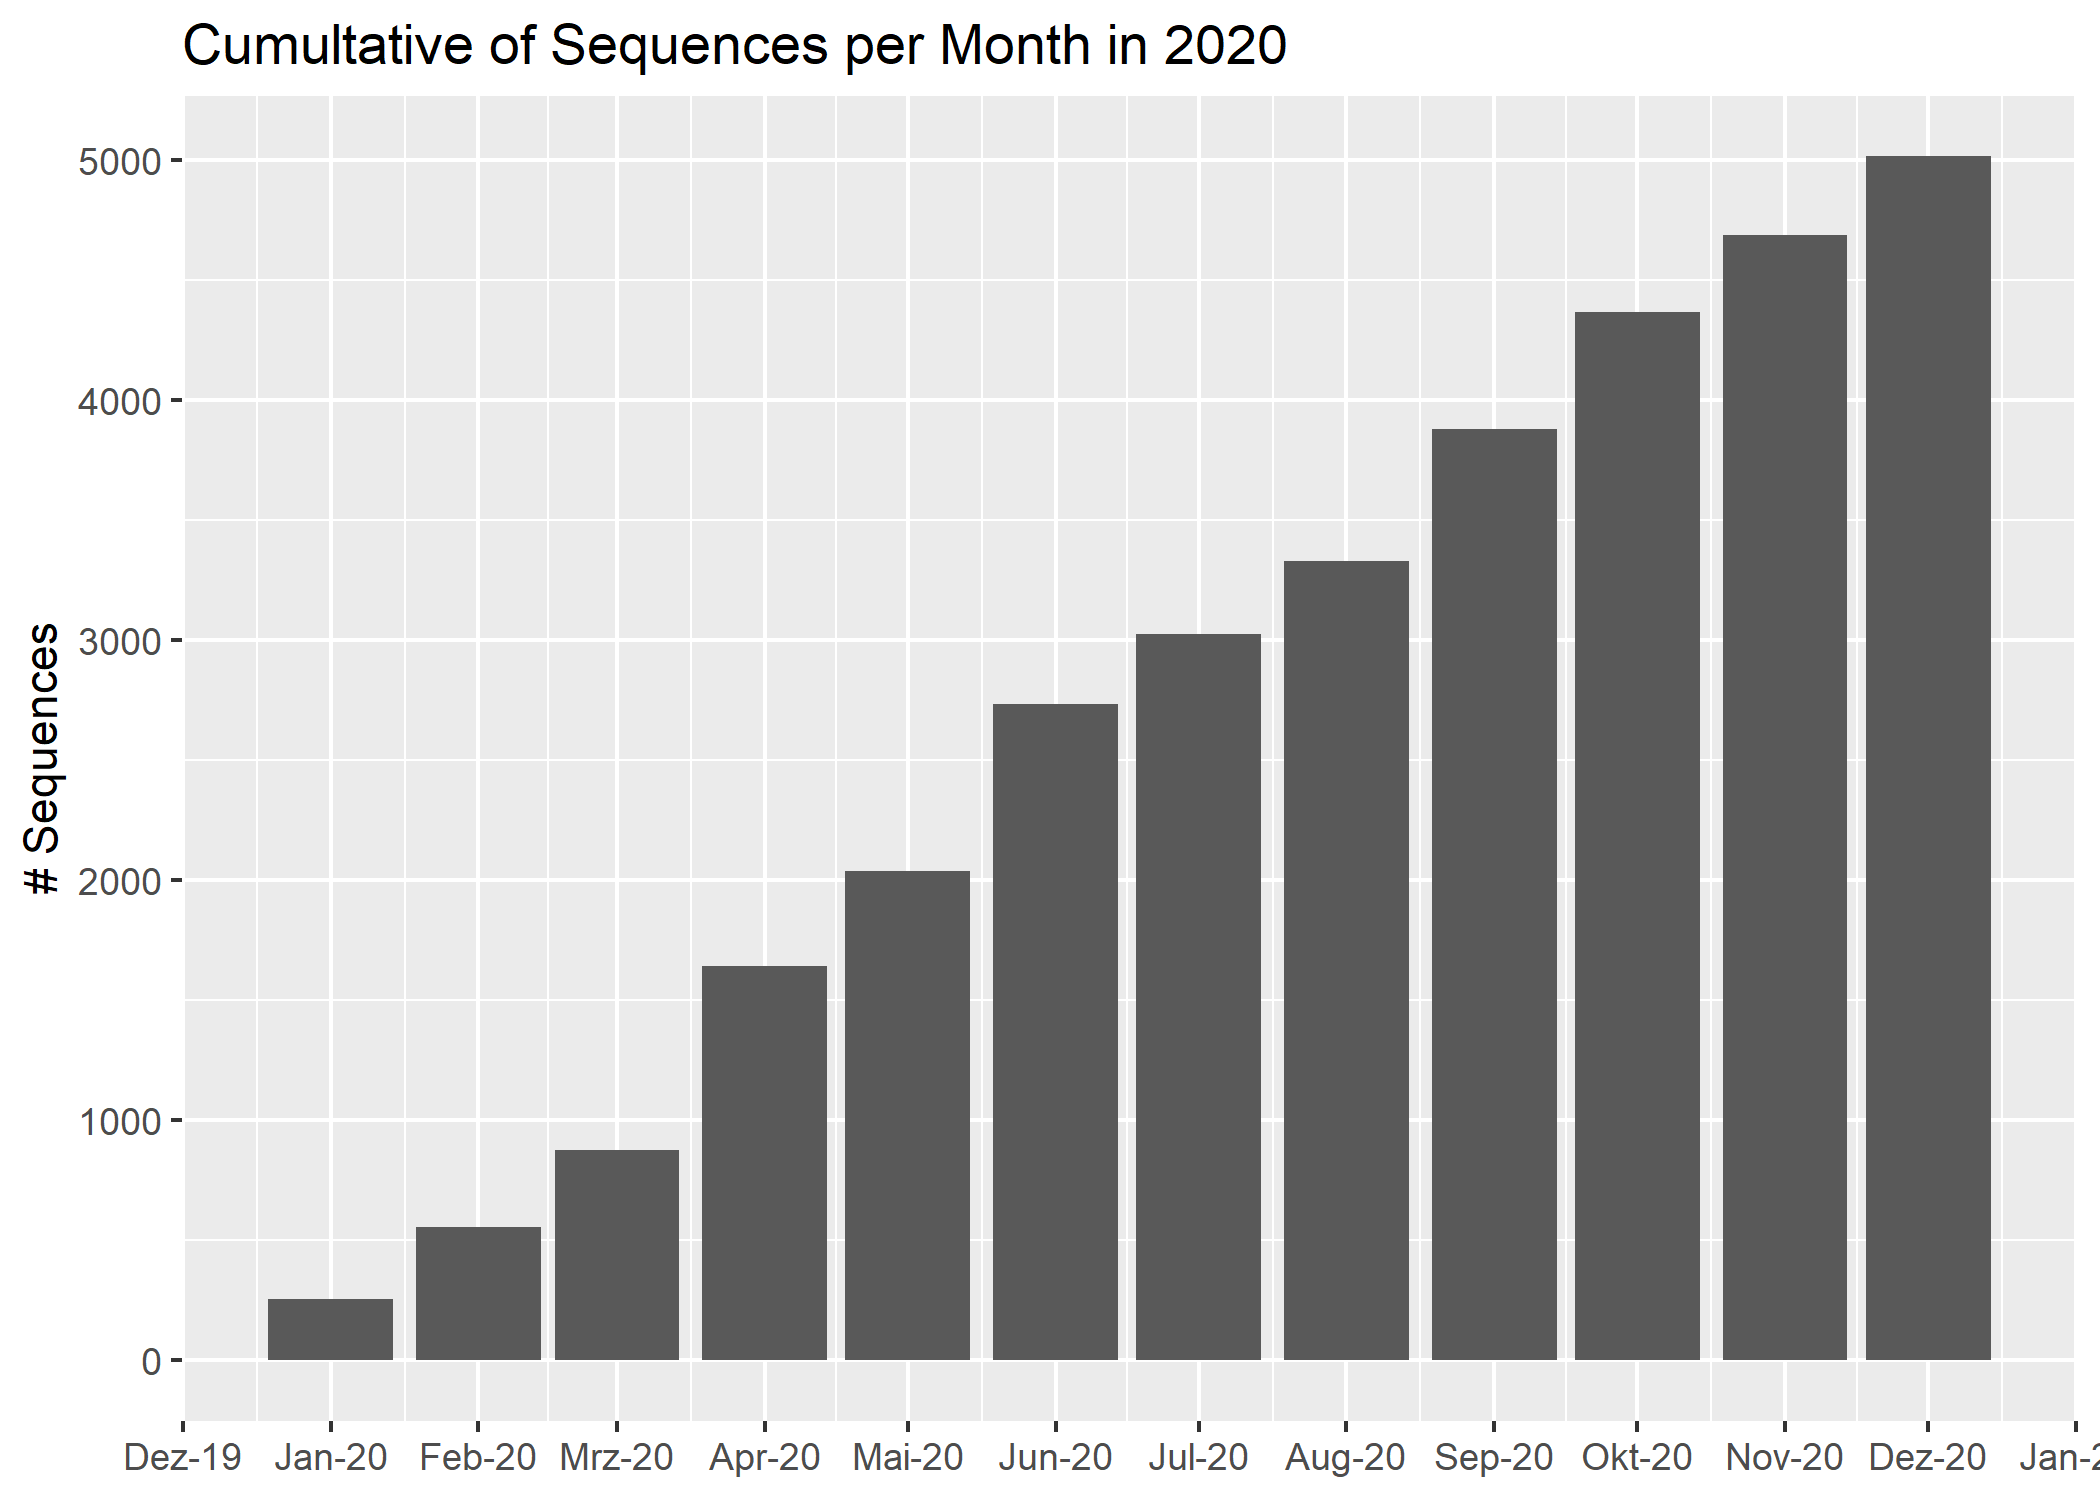 Cumultative of Sequences per Month in 2020
# Sequences
5000
4000
3000
2000
1000
0
Dez-19 Jan-20 Feb-20 Mrz-20 Apr-20 Mai-20 Jun-20 Jul-20 Aug-20 Sep-20 Okt-20 Nov-20 Dez-20 Jan-2